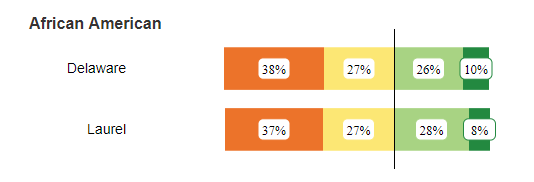 African American
Delaware 38% 27% 26% 10%
Laurel 37% 27% 28% 8%